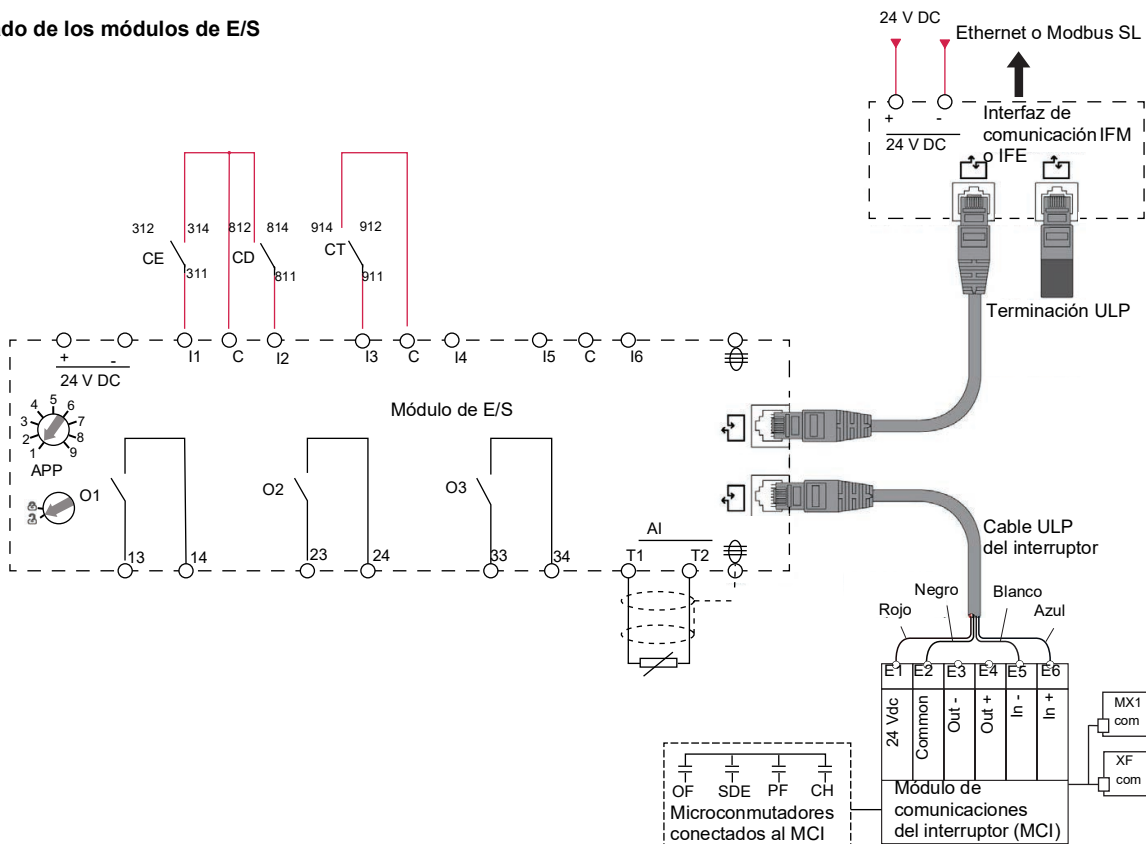 ado de los módulos de E/S
24 V DC
Ethernet o Modbus SL
+ -
24 V DC
Interfaz de
comunicación IFM
o IFE
312 314 812 814 914 912
CE CD CT
311 811 911
Terminación ULP
+ -
24 V DC
I1 C I2 I3 C I4 I5 C I6
Módulo de E/S
1 2 3 4 5 6 7 8 9
APP
O1 O2 O3
13 14 23 24 33 34
AI
T1 T2
Cable ULP
del interruptor
Rojo Negro Blanco Azul
E1 E2 E3 E4 E5 E6
24 Vdc
Common
Out -
Out +
In -
In +
MX1
com
XF
com
OF SDE PF CH
Microconmutadores
conectados al MCI
Módulo de
comunicaciones
del interruptor (MCI)